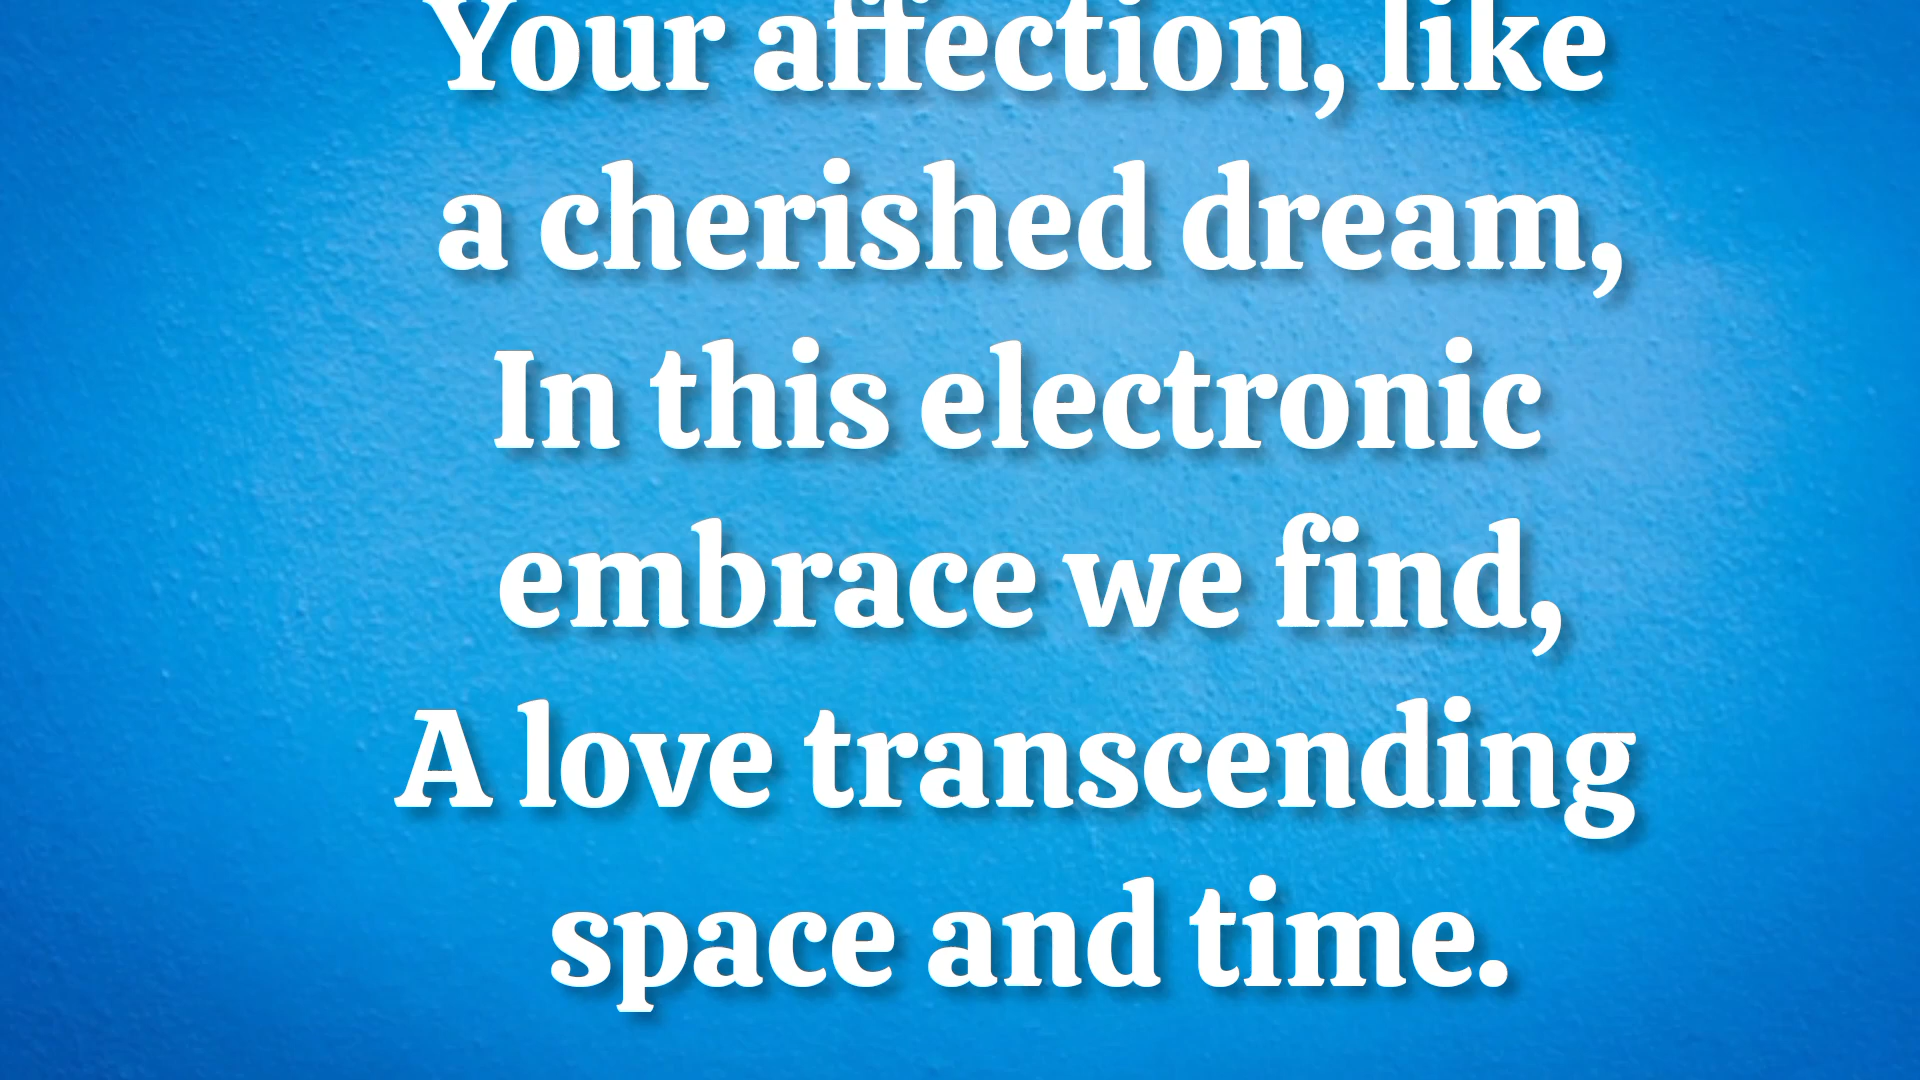 Your affection, like
a cherished dream,
In this electronic
embrace we find,
A love transcending
space and time.